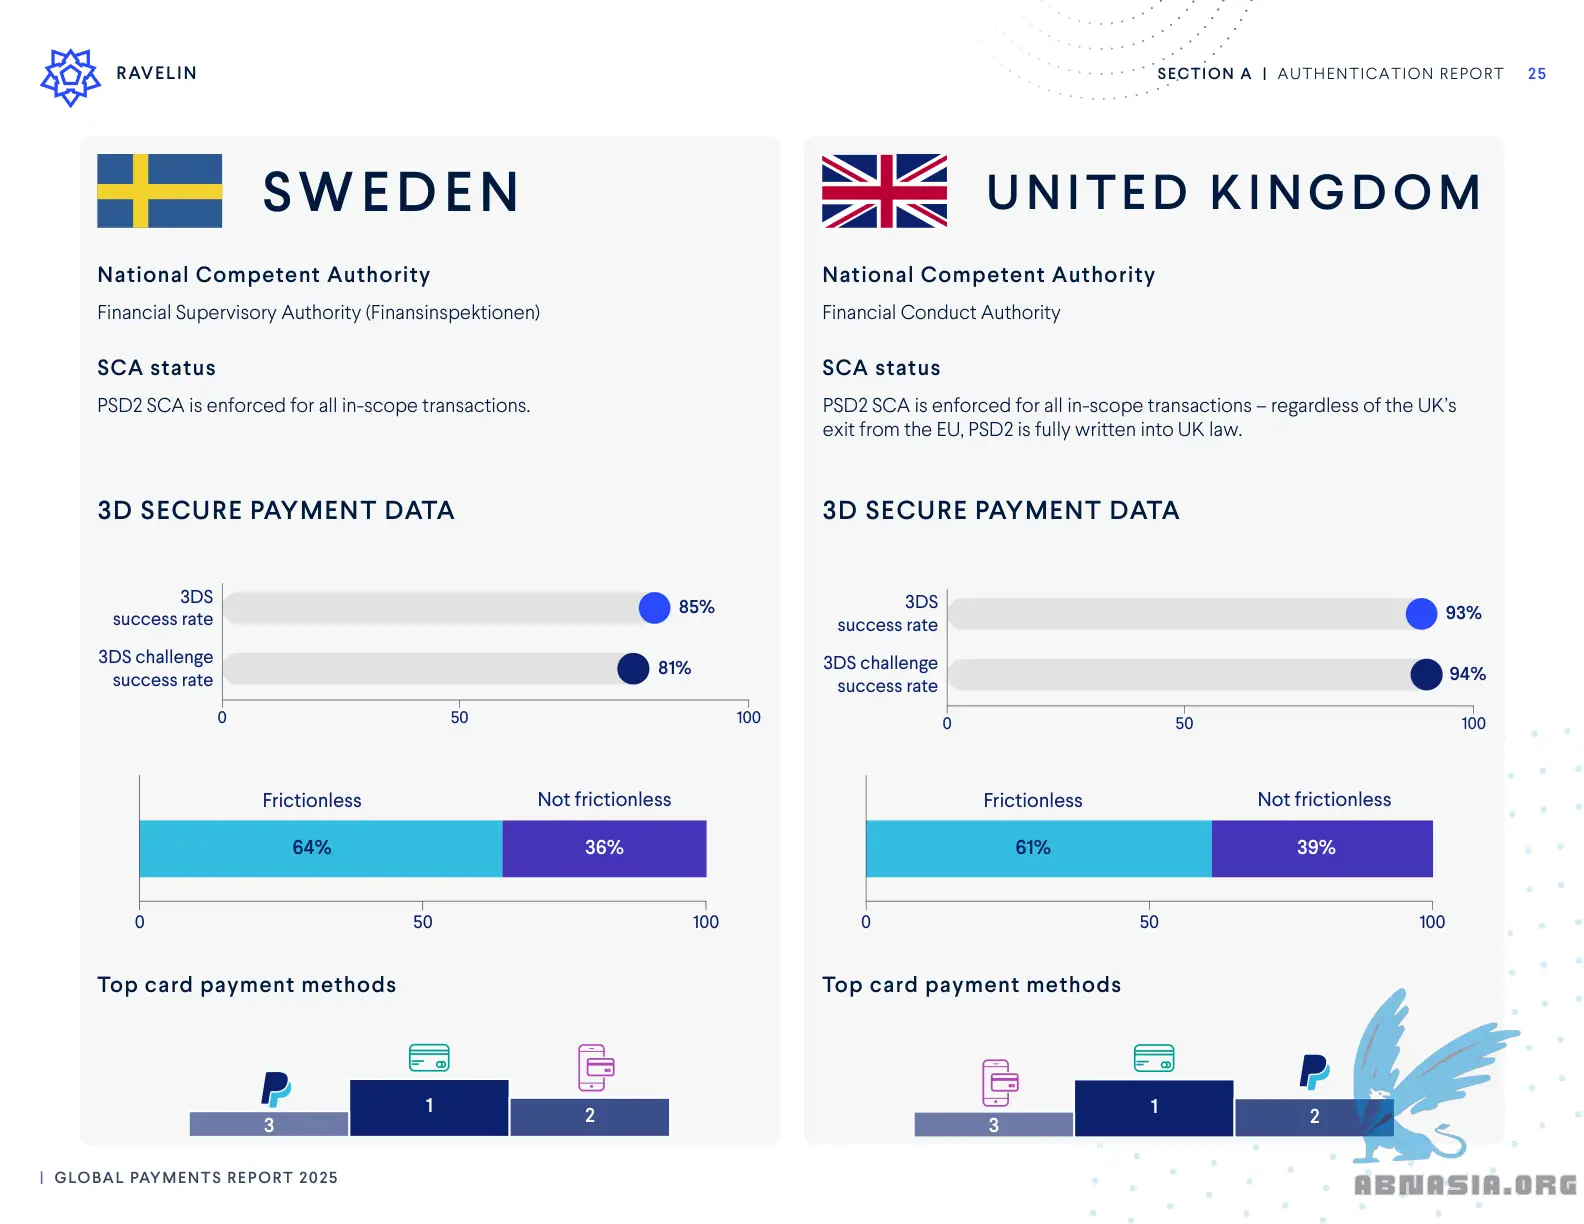 RAVELIN
SECTION A | AUTHENTICATION REPORT 25
SWEDEN
National Competent Authority
Financial Supervisory Authority (Finansinspektionen)
SCA status
PSD2 SCA is enforced for all in-scope transactions.
3D SECURE PAYMENT DATA
3DS
success rate
85%
3DS challenge
success rate
81%
0 50 100
Frictionless Not frictionless
64% 36%
0 50 100
Top card payment methods
3 1 2
UNITED KINGDOM
National Competent Authority
Financial Conduct Authority
SCA status
PSD2 SCA is enforced for all in-scope transactions – regardless of the UK's
exit from the EU, PSD2 is fully written into UK law.
3D SECURE PAYMENT DATA
3DS
success rate
93%
3DS challenge
success rate
94%
0 50 100
Frictionless Not frictionless
61% 39%
0 50 100
Top card payment methods
3 1 2
| GLOBAL PAYMENTS REPORT 2025
ABNASIA.ORG